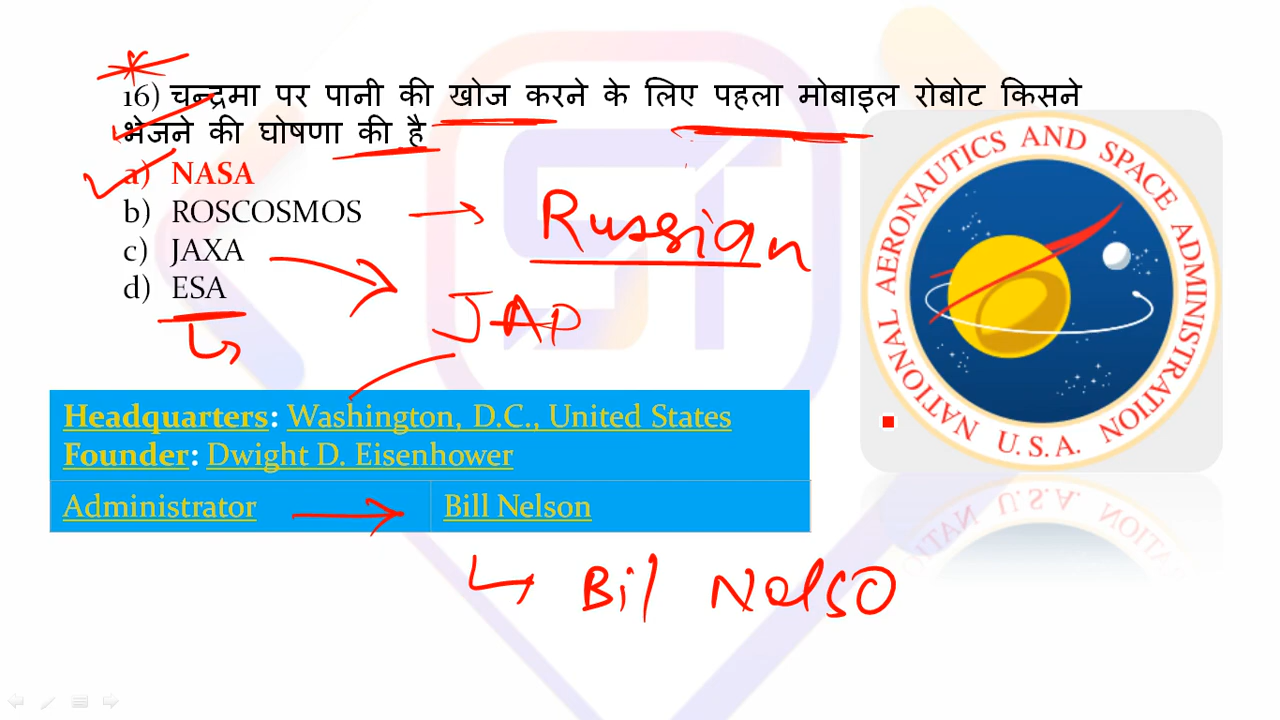 16) चन्द्रमा पर पानी की खोज करने के लिए पहला मोबाइल रोबोट किसने
भेजने की घोषणा की है
a) NASA
b) ROSCOSMOS
c) JAXA
d) ESA
Russian
JAP
Headquarters: Washington, D.C., United States
Founder: Dwight D. Eisenhower
Administrator Bill Nelson
Bil Nelso
NATIONAL AERONAUTICS AND SPACE ADMINISTRATION
U.S.A.